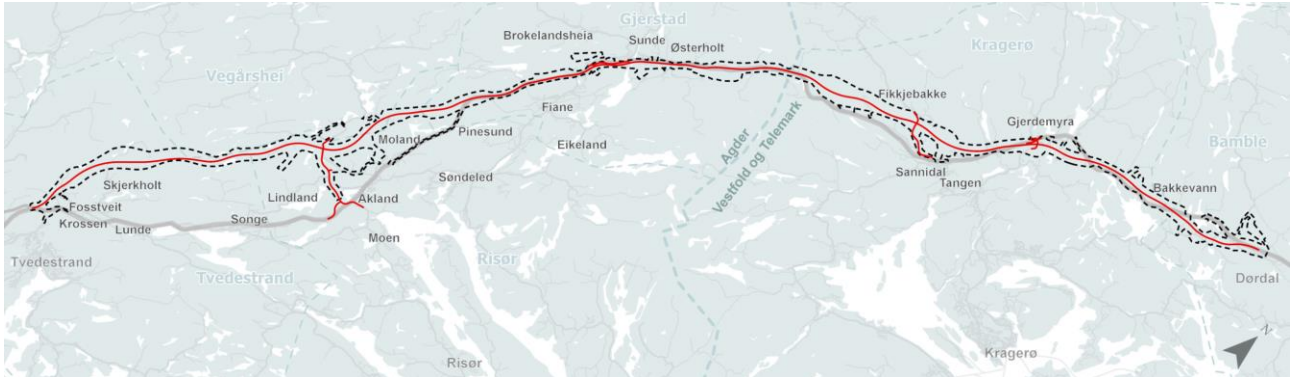 Gjerstad
Brokelandsheia
Sunde
Østerholt
Kragerø
Vegårshei
Fikkjebakke
Fiane
Gjerdemyra
Moland
Pinesund
Agder
Bamble
Eikeland
Vestfold og Telemark
Sannidal
Tangen
Skjerkholt
Lindland
Akland
Søndeled
Bakkevann
Fosstveit
Krossen
Lunde
Songe
Moen
Tvedestrand
Tvedestrand
Risør
Dørdal
Risør
Kragerø
N